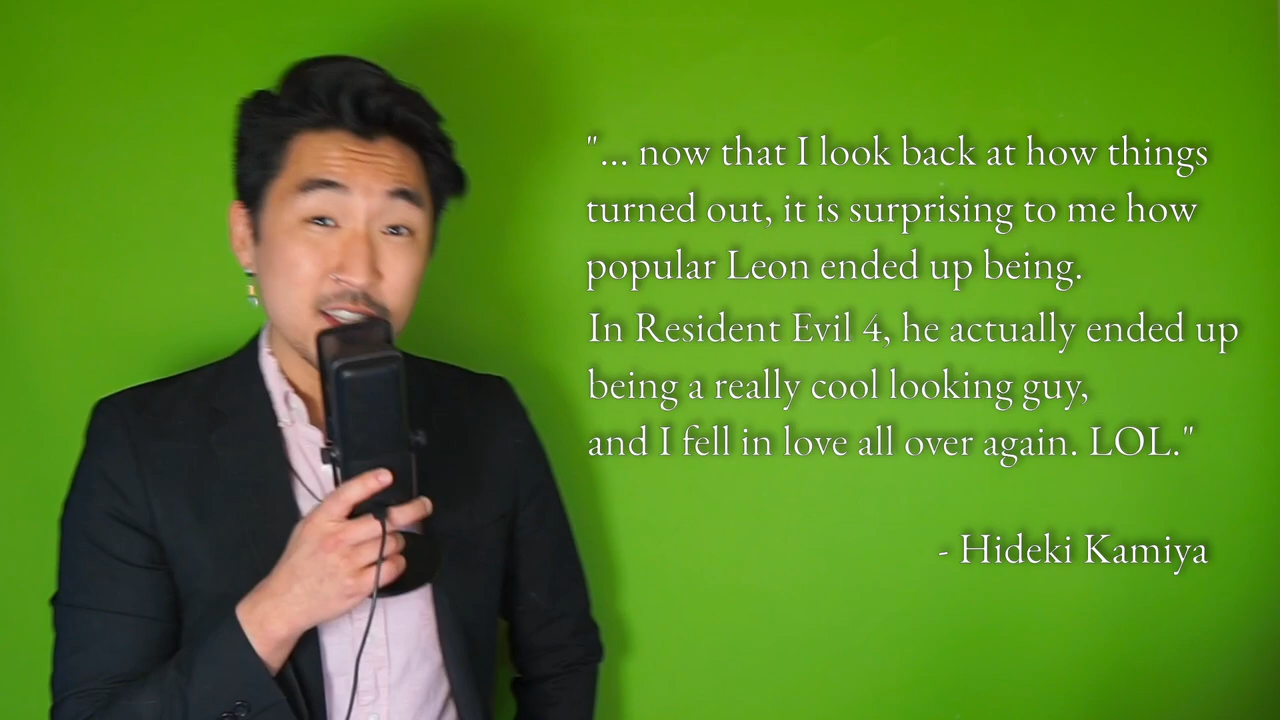 "... now that I look back at how things
turned out, it is surprising to me how
popular Leon ended up being.
In Resident Evil 4, he actually ended up
being a really cool looking guy,
and I fell in love all over again. LOL."
- Hideki Kamiya